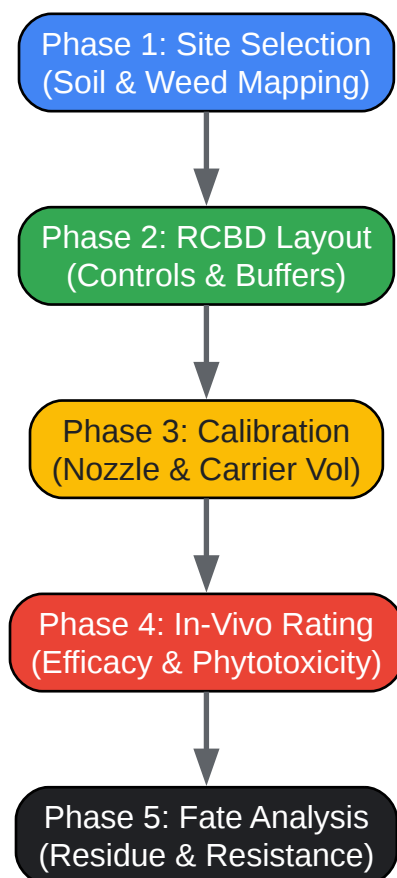 Phase 1: Site Selection
(Soil & Weed Mapping)
Phase 2: RCBD Layout
(Controls & Buffers)
Phase 3: Calibration
(Nozzle & Carrier Vol)
Phase 4: In-Vivo Rating
(Efficacy & Phytotoxicity)
Phase 5: Fate Analysis
(Residue & Resistance)